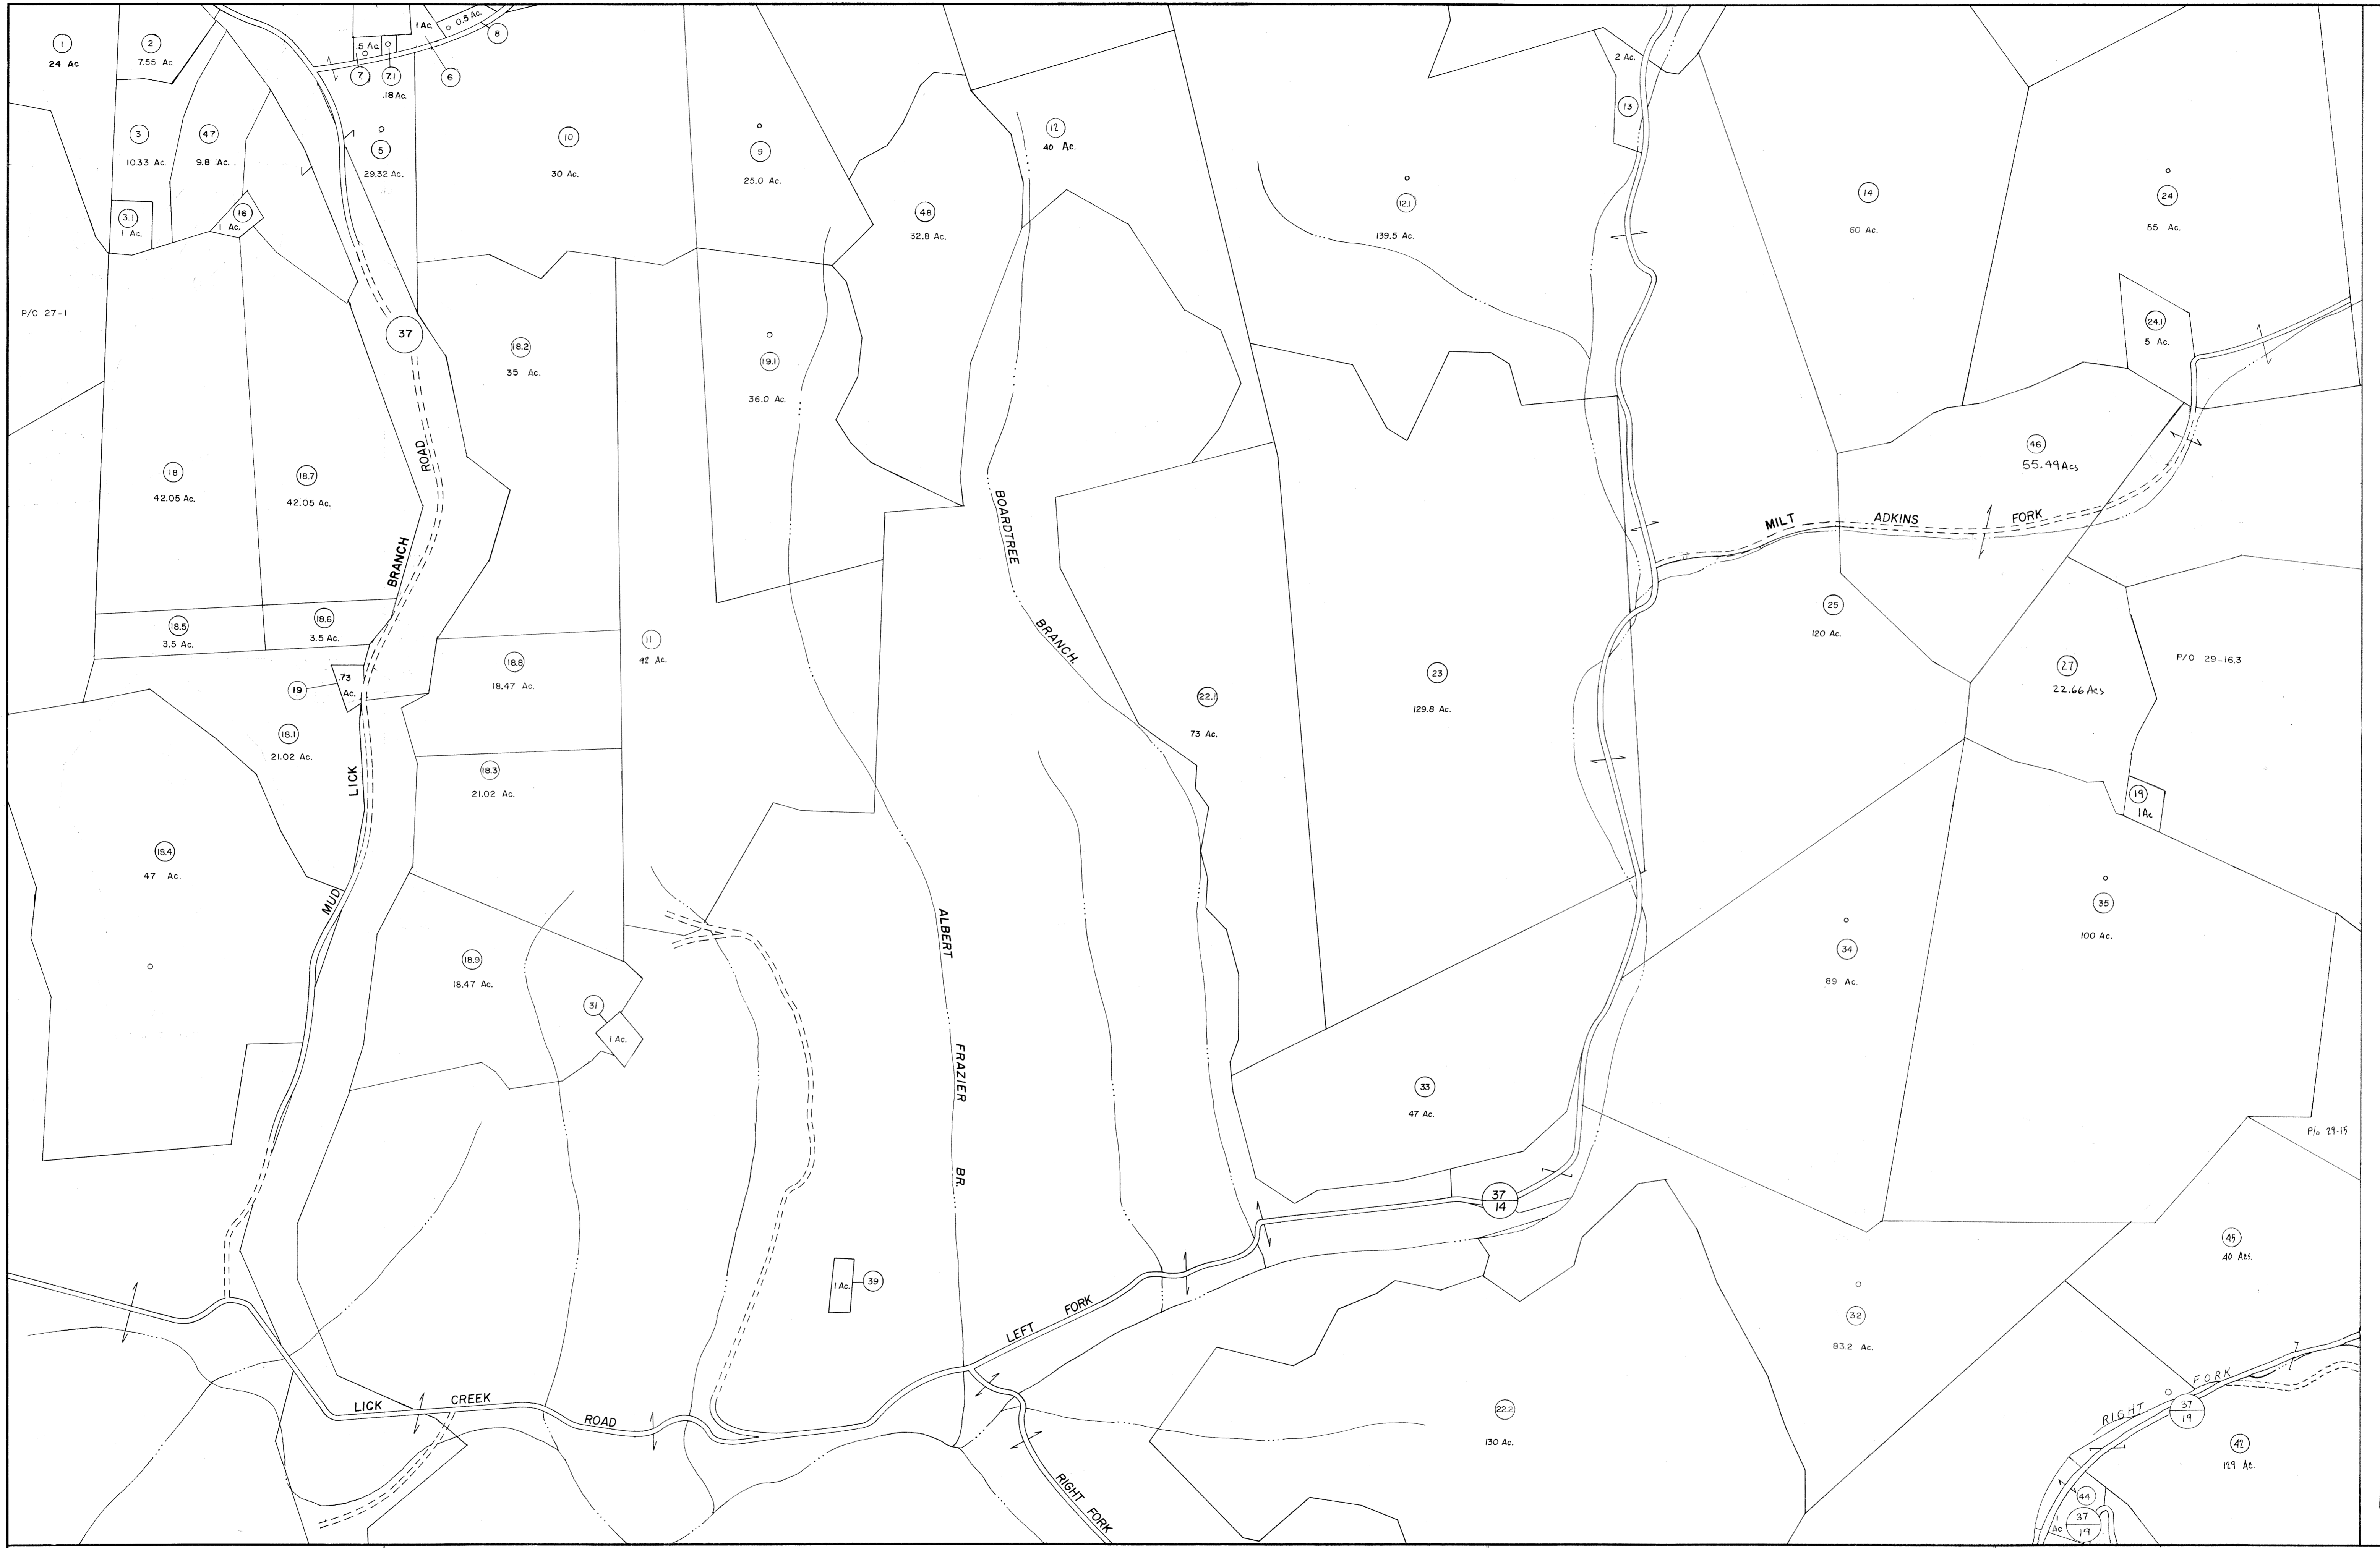 1
24 Ac
2
7.55 Ac.
1 Ac.
0.5 Ac.
8
.5 Ac.
7
7.1
6
.18 Ac.
3
10.33 Ac.
47
9.8 Ac.
5
29.32 Ac.
10
30 Ac.
9
25.0 Ac.
12
40 Ac.
2 Ac.
13
3.1
1 Ac.
16
1 Ac.
48
32.8 Ac.
12.1
139.5 Ac.
14
60 Ac.
24
55 Ac.
P/O 27-1
37
18.2
35 Ac.
19.1
36.0 Ac.
24.1
5 Ac.
18
42.05 Ac.
18.7
42.05 Ac.
46
55.49 Acs
MUD LICK BRANCH ROAD
BOARDTREE BRANCH.
MILT ADKINS FORK
18.5
3.5 Ac.
18.6
3.5 Ac.
11
92 Ac.
18.8
18.47 Ac.
25
120 Ac.
P/O 29-16.3
27
22.66 Acs
19
.73
Ac.
22.1
73 Ac.
23
129.8 Ac.
18.1
21.02 Ac.
18.3
21.02 Ac.
19
1 Ac
18.4
47 Ac.
35
100 Ac.
34
89 Ac.
18.9
18.47 Ac.
31
1 Ac.
ALBERT FRAZIER BR.
33
47 Ac.
P/o 29-15
37
14
45
40 Acs.
1 Ac.
39
32
83.2 Ac.
LEFT FORK
LICK CREEK ROAD
RIGHT FORK
22.2
130 Ac.
RIGHT FORK
37
19
42
129 Ac.
44
1
Ac
37
19